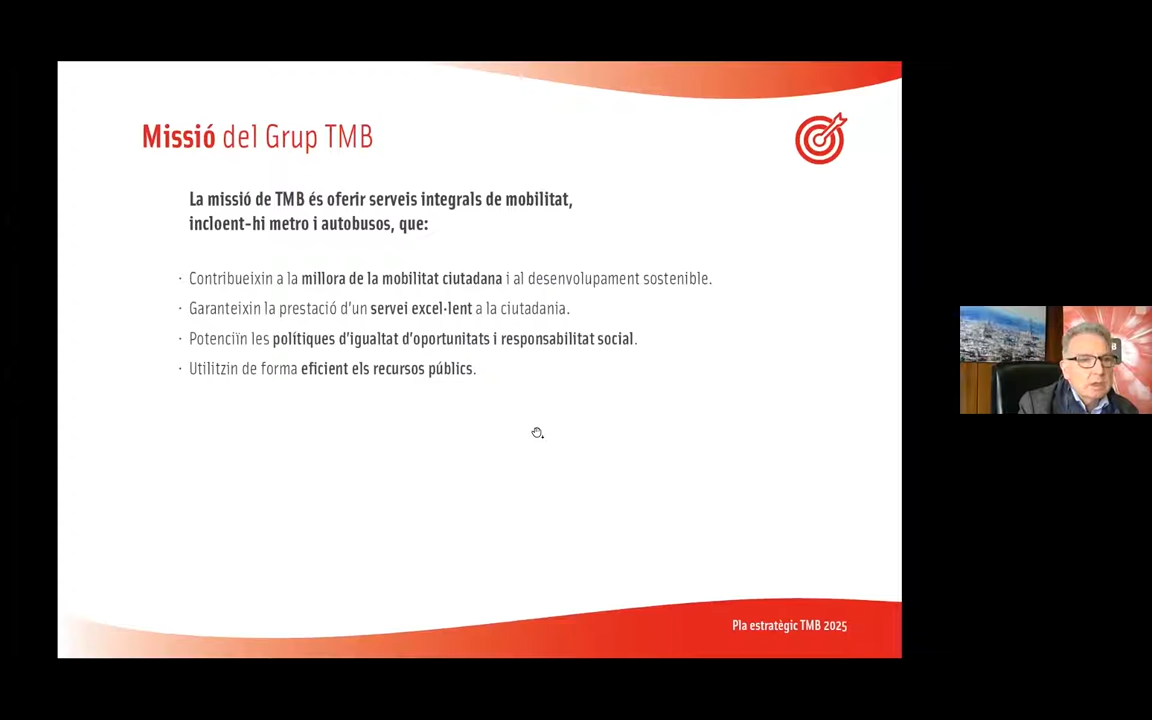 Missió del Grup TMB
La missió de TMB és oferir serveis integrals de mobilitat,
incloent-hi metro i autobusos, que:
· Contribueixin a la millora de la mobilitat ciutadana i al desenvolupament sostenible.
· Garanteixin la prestació d'un servei excel·lent a la ciutadania.
· Potenciïn les polítiques d'igualtat d'oportunitats i responsabilitat social.
· Utilitzin de forma eficient els recursos públics.
Pla estratègic TMB 2025